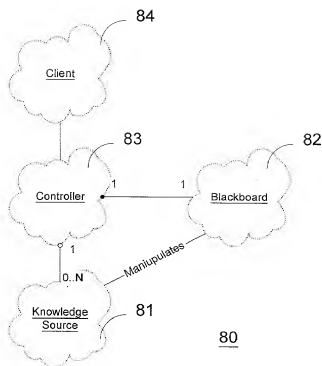 84
Client
83
82
Controller
1
1
Blackboard
1
Maniupulates
0..N
Knowledge
Source
81
80